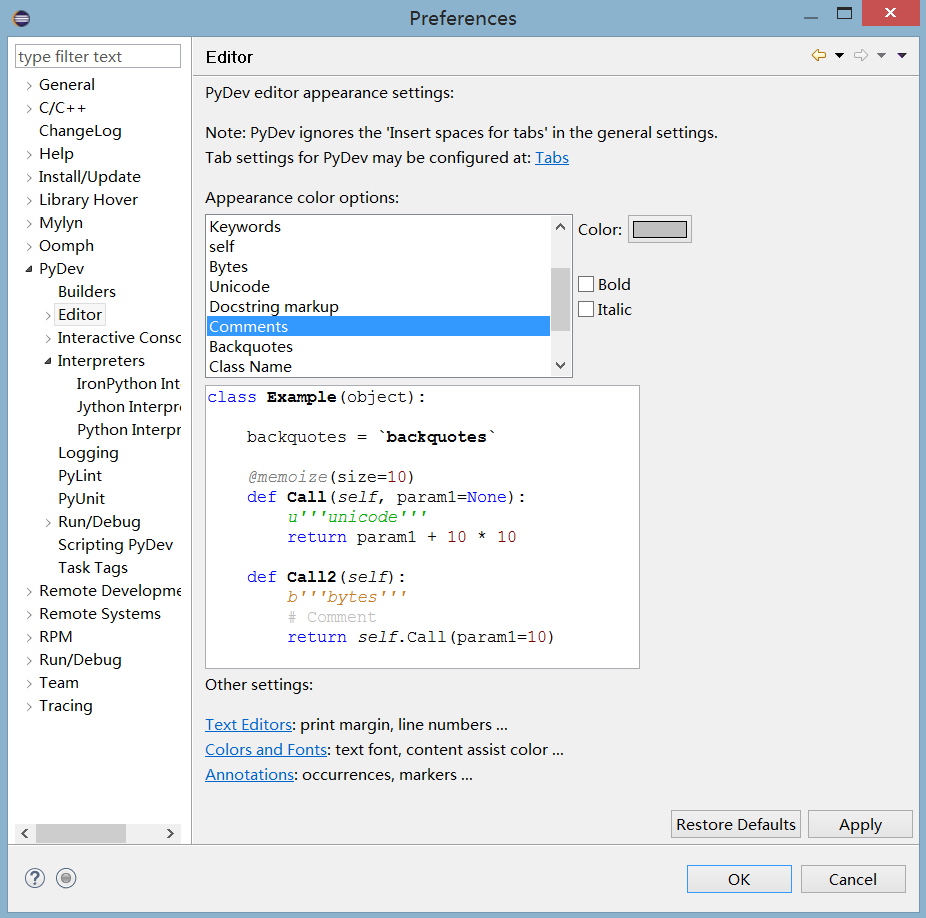 Preferences
type filter text
General
C/C++
ChangeLog
Help
Install/Update
Library Hover
Mylyn
Oomph
PyDev
Builders
Editor
Interactive Consc
Interpreters
IronPython Int
Jython Interpr
Python Interpr
Logging
PyLint
PyUnit
Run/Debug
Scripting PyDev
Task Tags
Remote Developme
Remote Systems
RPM
Run/Debug
Team
Tracing
Editor
PyDev editor appearance settings:
Note: PyDev ignores the 'Insert spaces for tabs' in the general settings.
Tab settings for PyDev may be configured at: Tabs
Appearance color options:
Keywords
self
Bytes
Unicode
Docstring markup
Comments
Backquotes
Class Name
Color:
Bold
Italic
class Example(object):
backquotes = `backquotes`
@memoize(size=10)
def Call(self, param1=None):
u'''unicode'''
return param1 + 10 * 10
def Call2(self):
b'''bytes'''
# Comment
return self.Call(param1=10)
Other settings:
Text Editors: print margin, line numbers ...
Colors and Fonts: text font, content assist color ...
Annotations: occurrences, markers ...
Restore Defaults
Apply
?
OK
Cancel